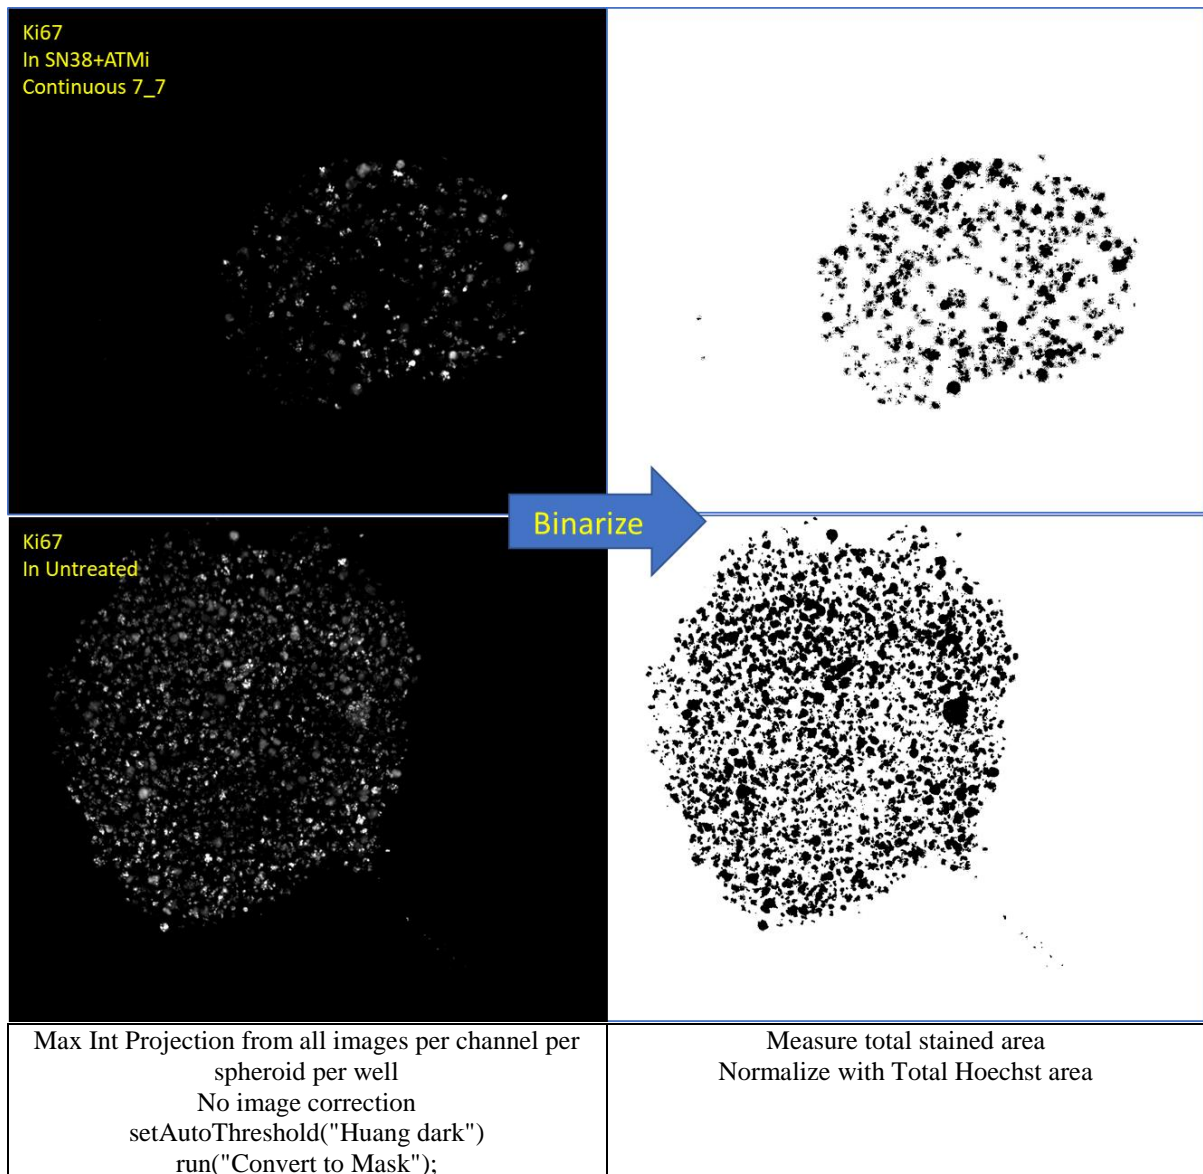 Ki67
In SN38+ATMi
Continuous 7_7
Binarize
Ki67
In Untreated
Max Int Projection from all images per channel per
spheroid per well
No image correction
setAutoThreshold("Huang dark")
run("Convert to Mask");
Measure total stained area
Normalize with Total Hoechst area